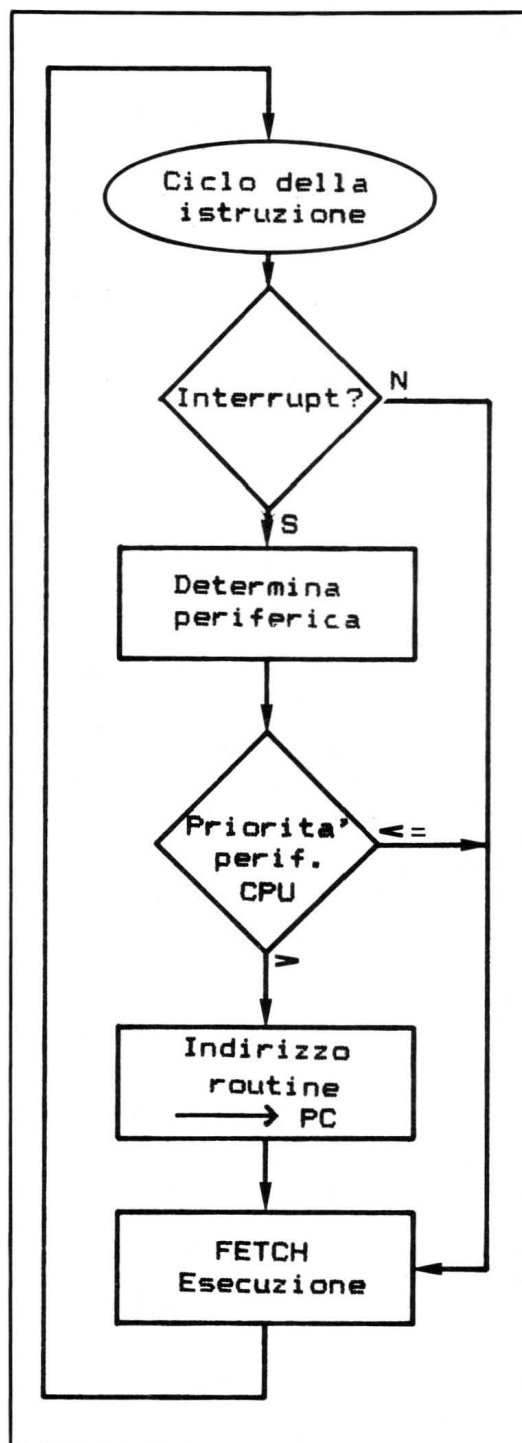 Ciclo della
istruzione
Interrupt?
N
S
Determina
periferica
Priorita'
perif.
CPU
<=
>
Indirizzo
routine
→ PC
FETCH
Esecuzione